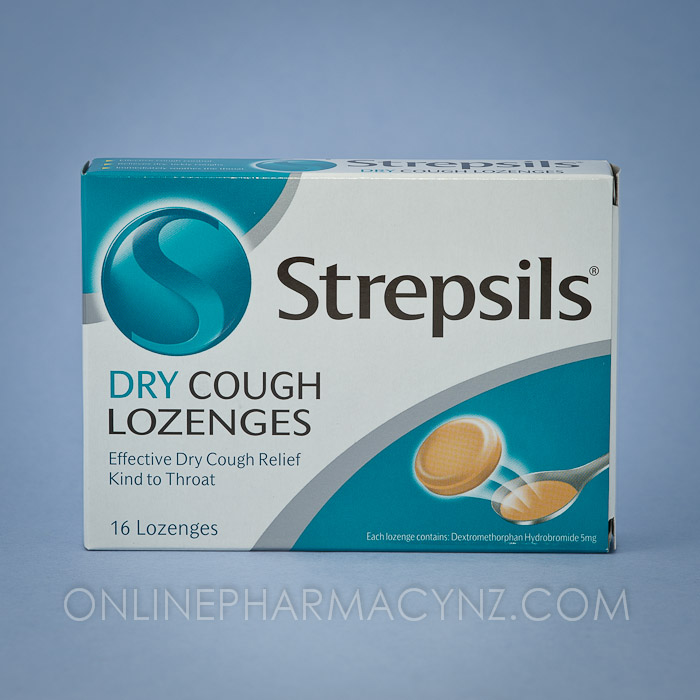 Strepsils®
DRY COUGH LOZENGES
Strepsils®
DRY COUGH
LOZENGES
Effective Dry Cough Relief
Kind to Throat
16 Lozenges
Each lozenge contains: Dextromethorphan Hydrobromide 5mg
ONLINEPHARMACYNZ.COM